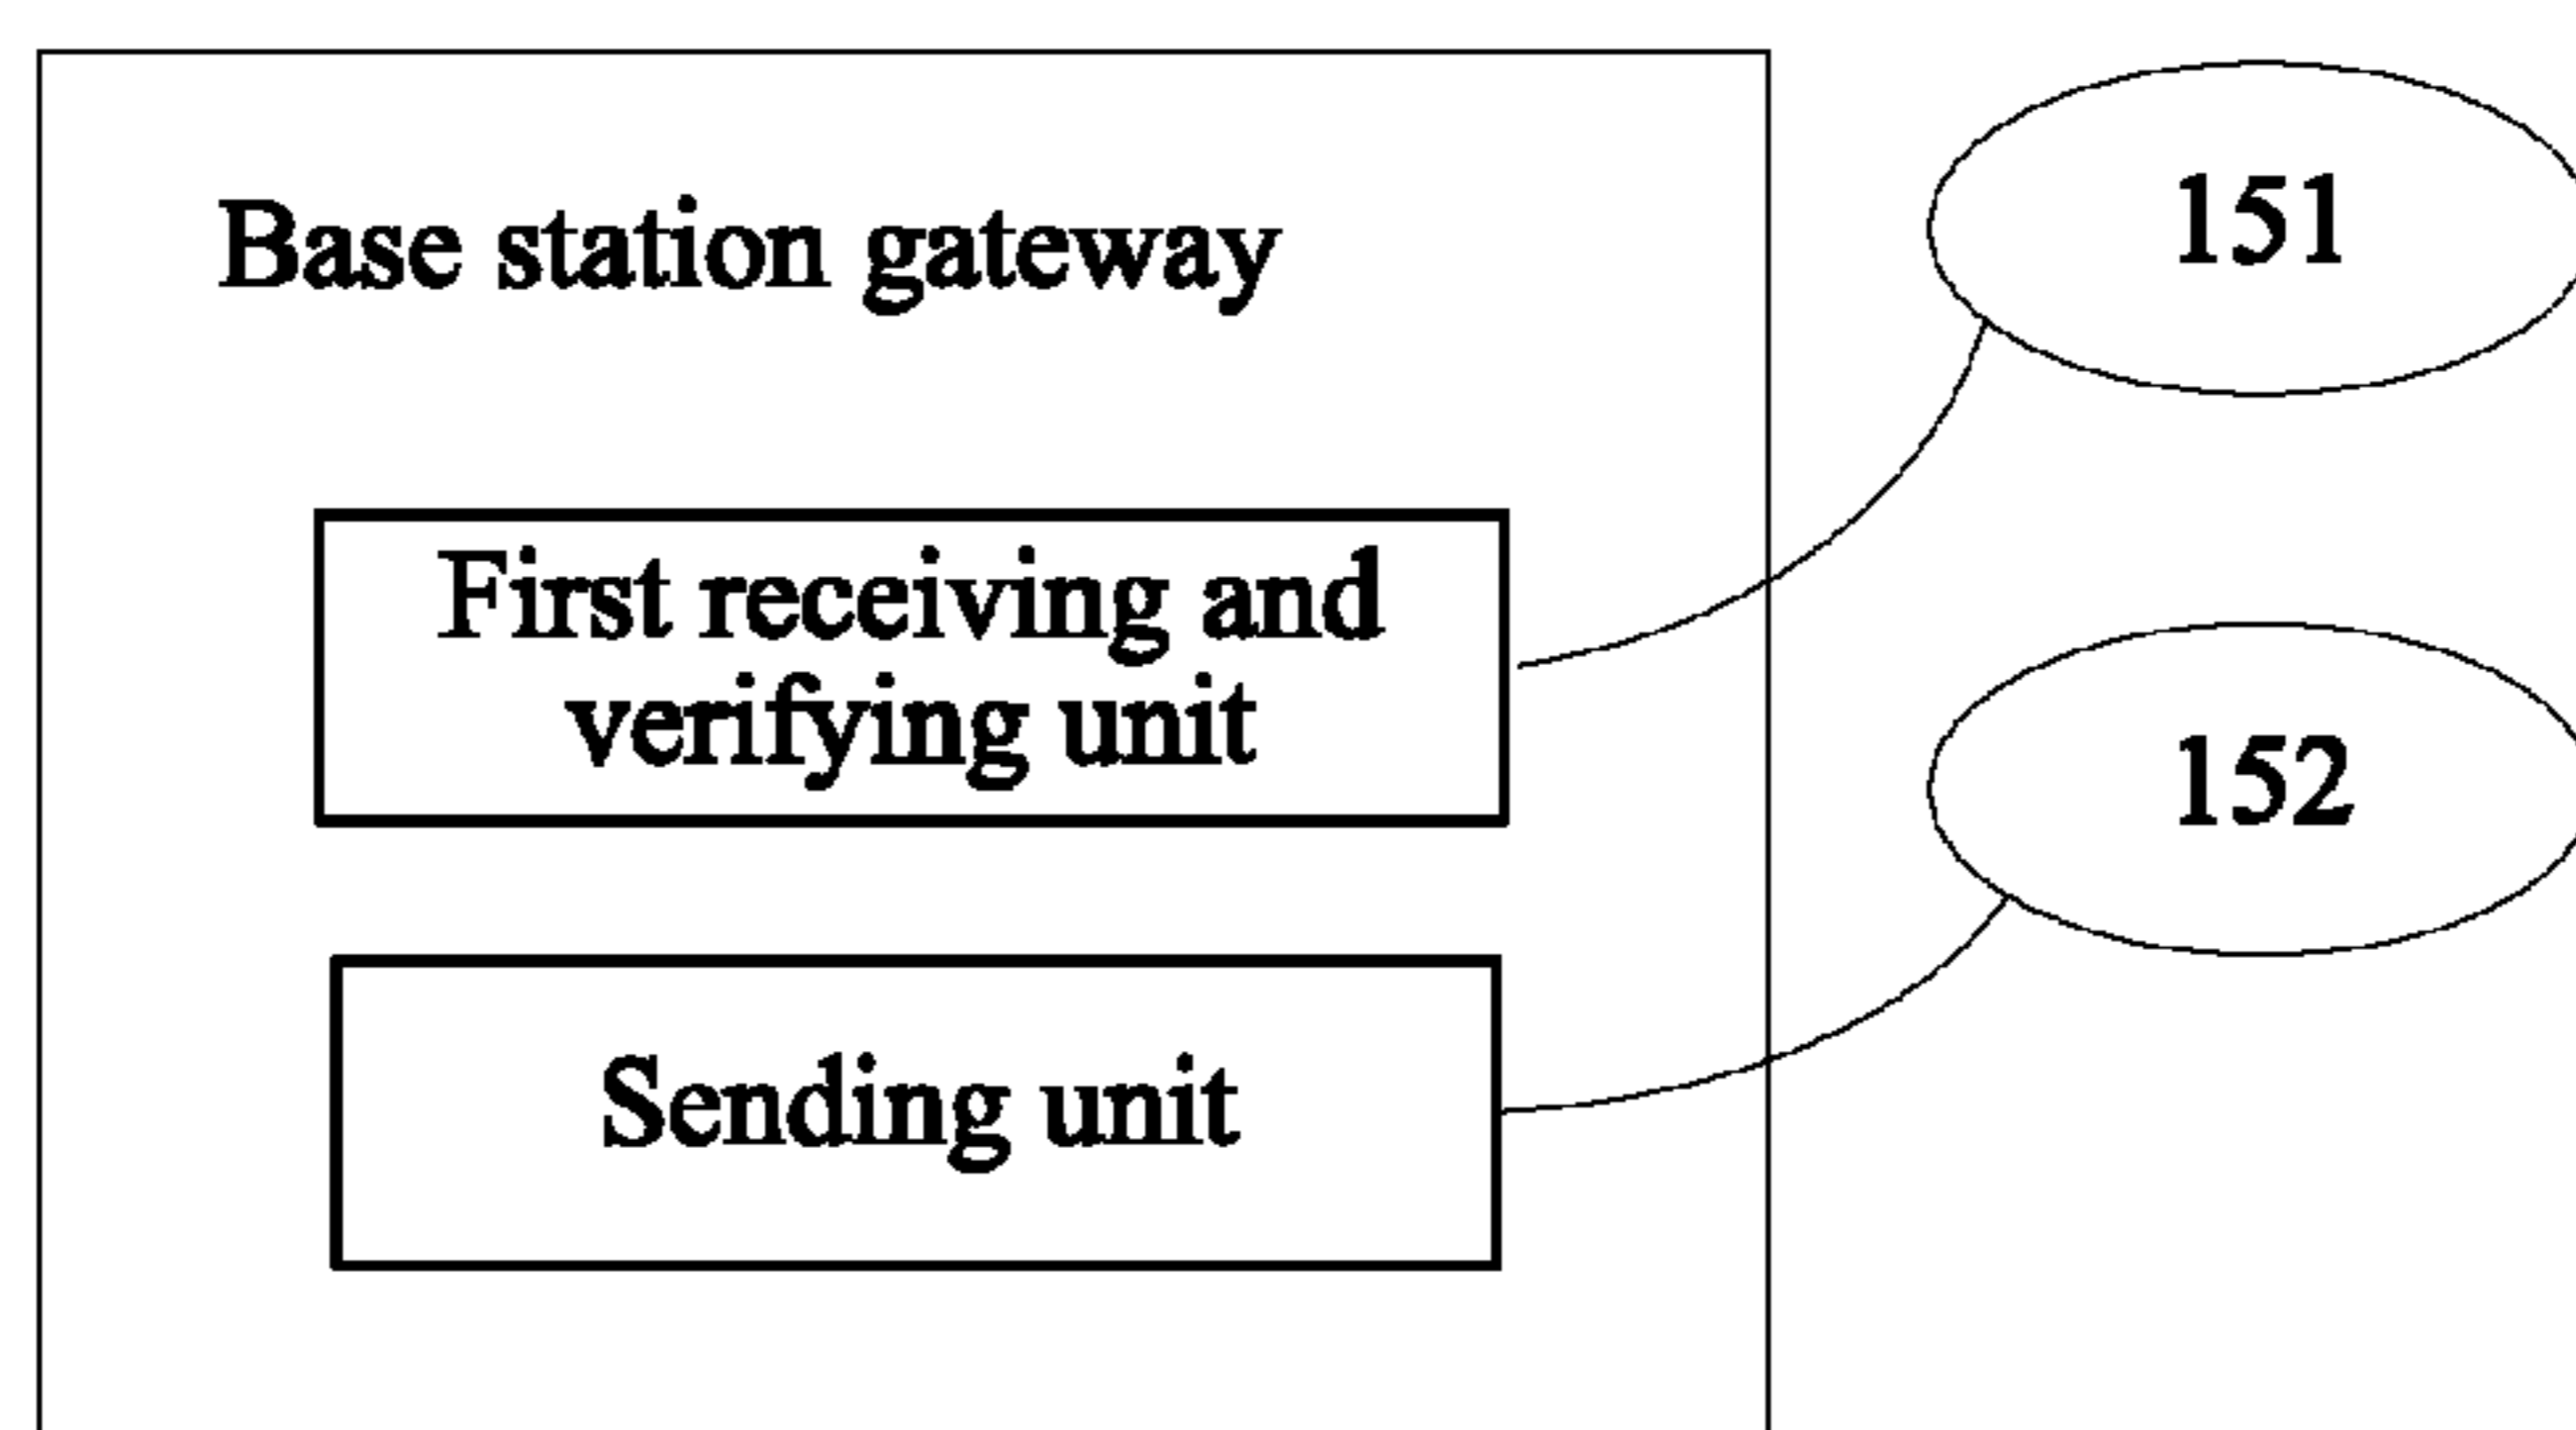 Base station gateway
151
First receiving and
verifying unit
152
Sending unit